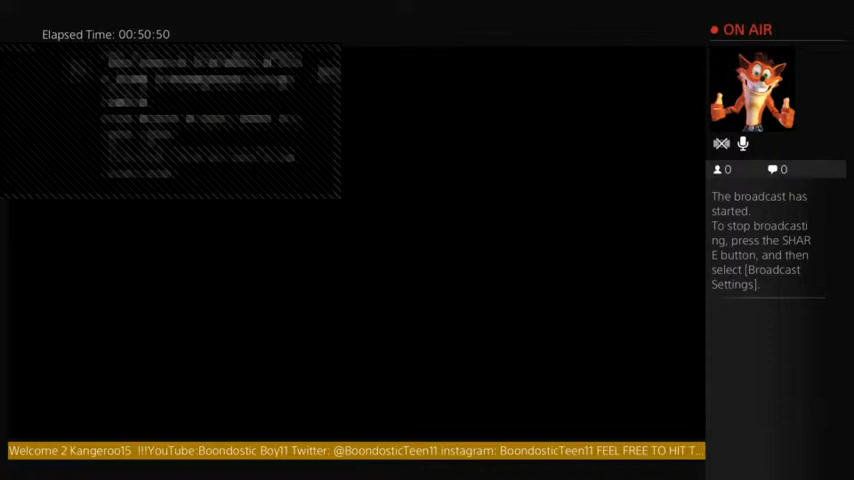 Elapsed Time: 00:50:50
ON AIR
0 0
The broadcast has
started.
To stop broadcasti
ng, press the SHAR
E button, and then
select [Broadcast
Settings].
Welcome 2 Kangeroo15 !!!YouTube:Boondostic Boy11 Twitter: @BoondosticTeen11 instagram: BoondosticTeen11 FEEL FREE TO HIT T...